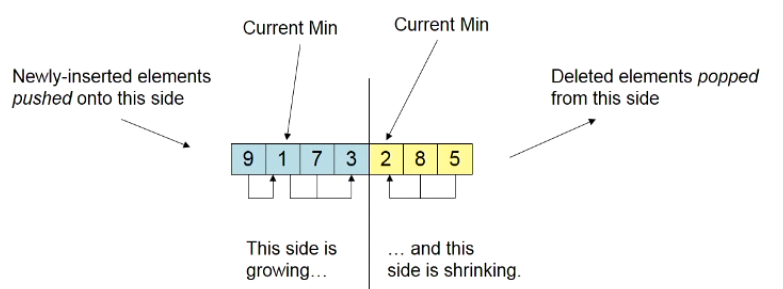 Current Min
Current Min
Newly-inserted elements
pushed onto this side
Deleted elements popped
from this side
9 1 7 3 2 8 5
This side is
growing…
… and this
side is shrinking.